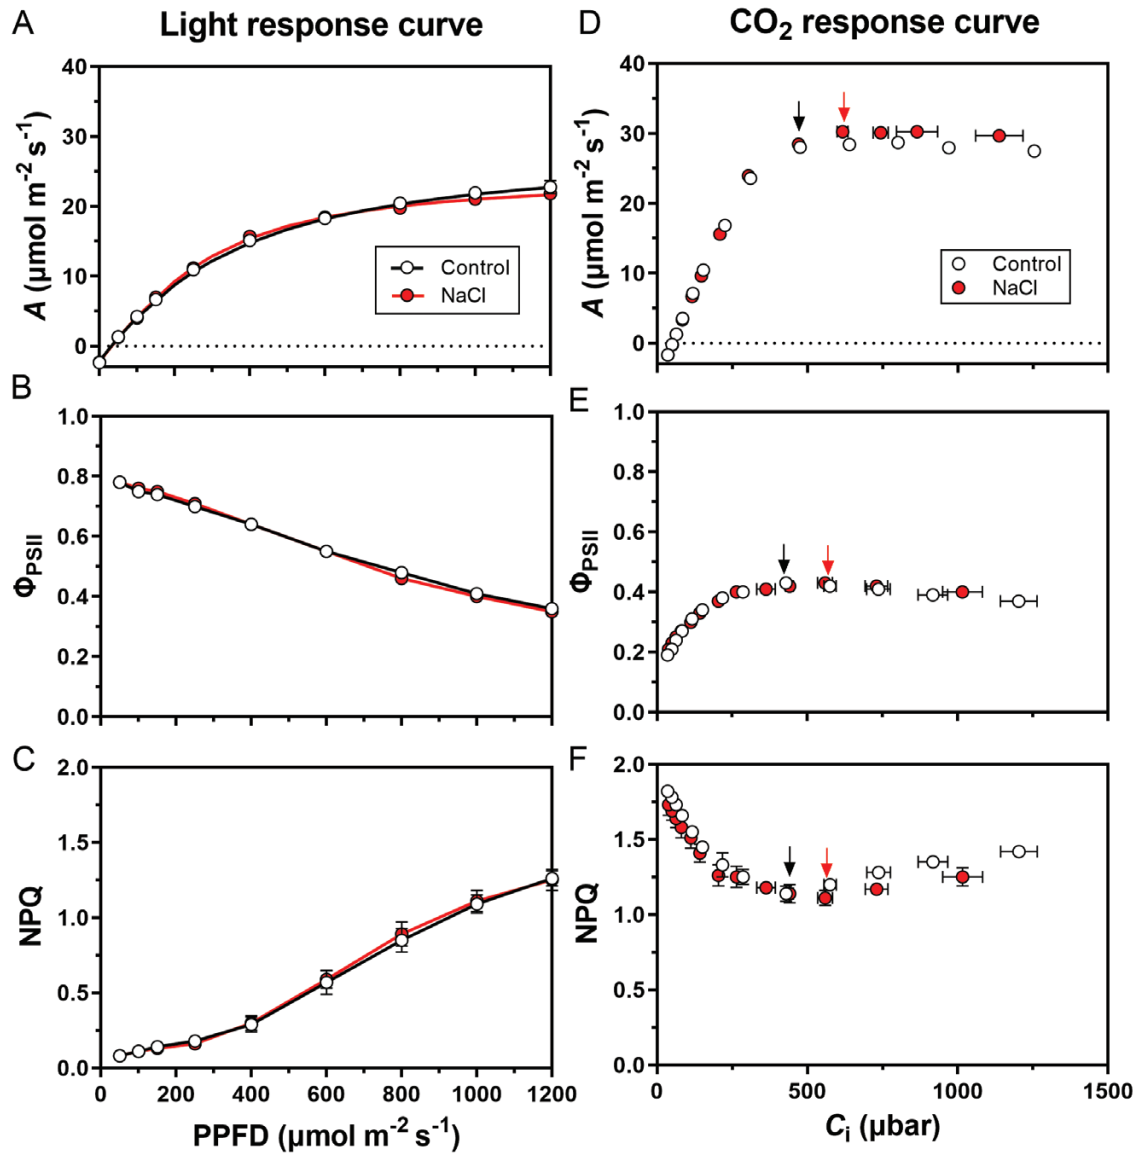 A Light response curve
40
30
20
10
0
A (µmol m⁻² s⁻¹)
Control
NaCl
B
1.0
0.8
0.6
0.4
0.2
0.0
ΦPSII
C
2.0
1.5
1.0
0.5
0.0
NPQ
0 200 400 600 800 1000 1200
PPFD (µmol m⁻² s⁻¹)
D CO₂ response curve
40
30
20
10
0
A (µmol m⁻² s⁻¹)
Control
NaCl
E
1.0
0.8
0.6
0.4
0.2
0.0
ΦPSII
F
2.0
1.5
1.0
0.5
0.0
NPQ
0 500 1000 1500
Cᵢ (µbar)